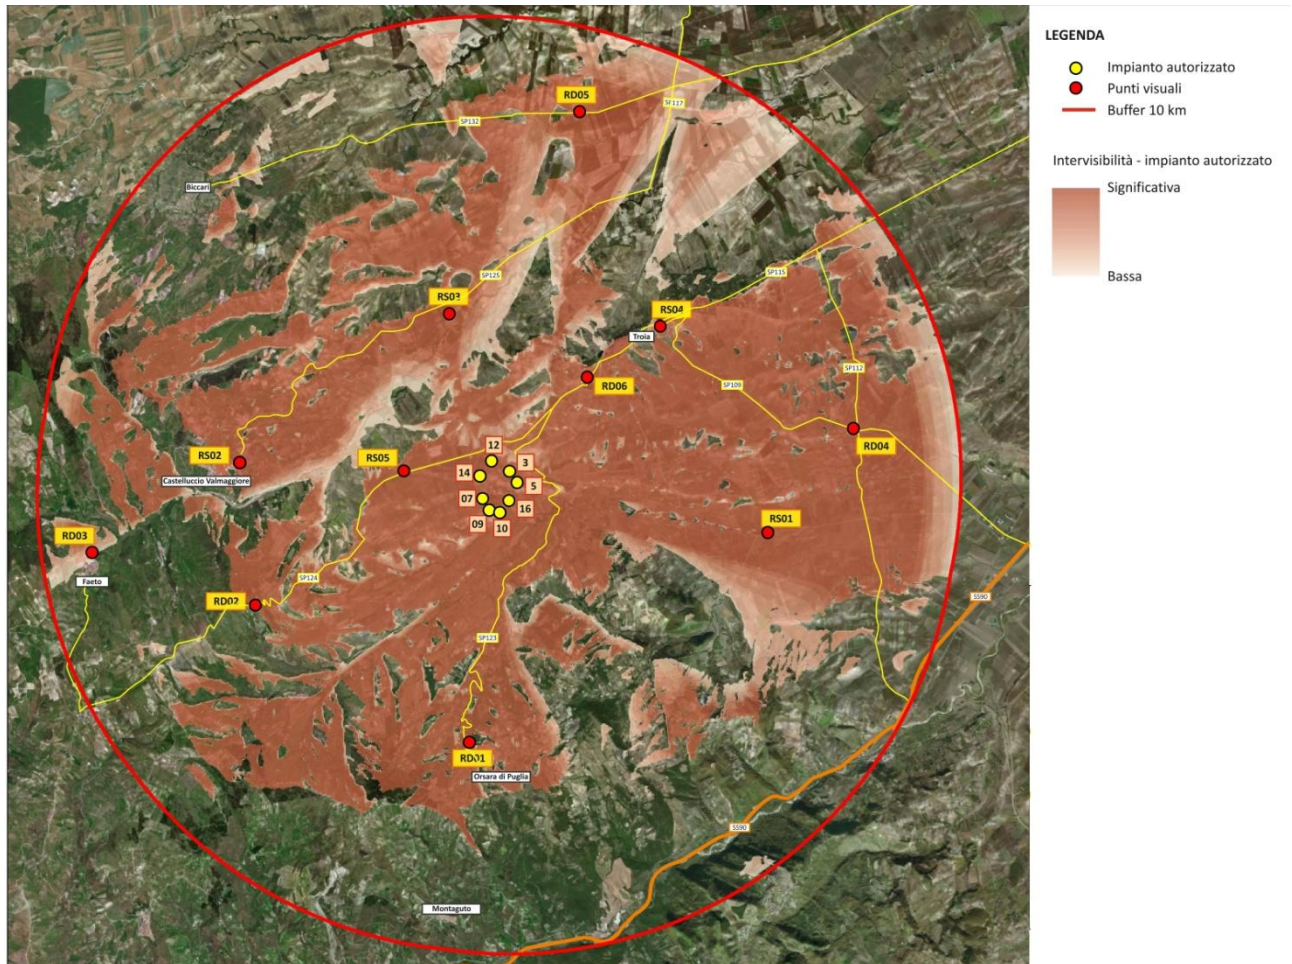 LEGENDA
Impianto autorizzato
Punti visuali
Buffer 10 km
Intervisibilità - impianto autorizzato
Significativa
Bassa
RD05
SP117
SP132
Biccari
SP125
SP115
RS03
RS04
Troia
SP112
RD06
SP109
RD04
12
RS02
RS05
3
14
Castelluccio Valmaggiore
5
07
16
09
10
RS01
RD03
Faeto
SP124
RD02
SS90
SP123
RD01
Orsara di Puglia
SS90
Montaguto